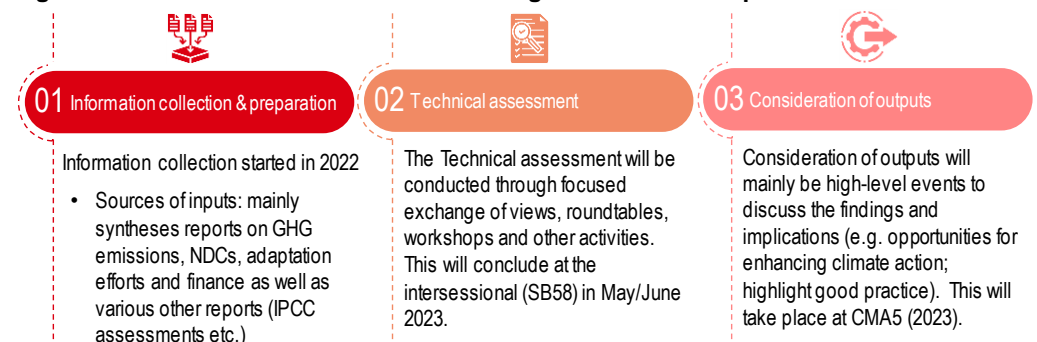 01 Information collection & preparation
Information collection started in 2022
• Sources of inputs: mainly
syntheses reports on GHG
emissions, NDCs, adaptation
efforts and finance as well as
various other reports (IPCC
assessments etc.)
02 Technical assessment
The Technical assessment will be
conducted through focused
exchange of views, roundtables,
workshops and other activities.
This will conclude at the
intersessional (SB58) in May/June
2023.
03 Consideration of outputs
Consideration of outputs will
mainly be high-level events to
discuss the findings and
implications (e.g. opportunities for
enhancing climate action;
highlight good practice). This will
take place at CMA5 (2023).